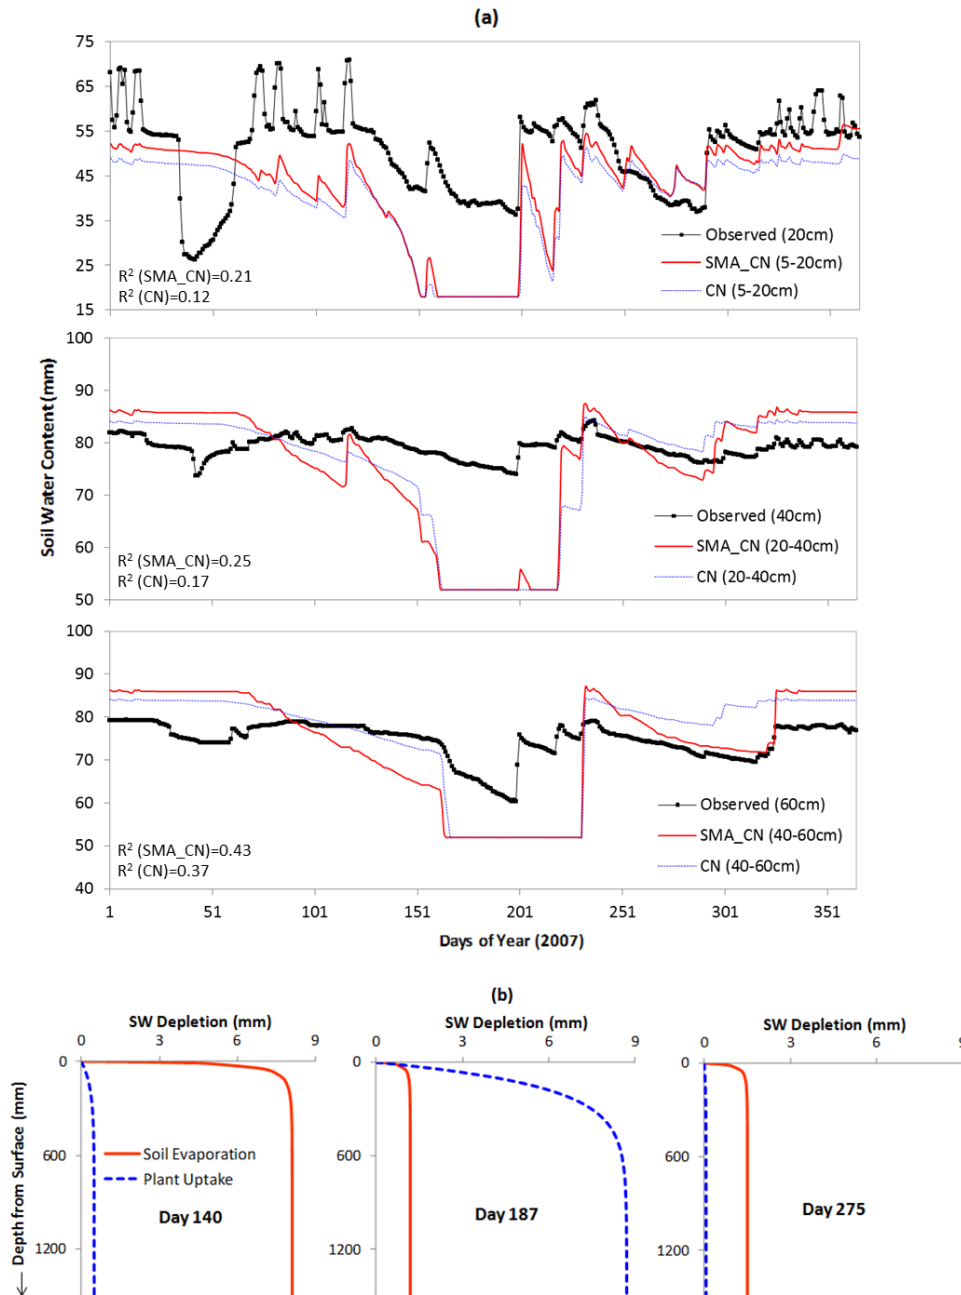 (a)
75
65
55
45
35
25
15
Observed (20cm)
SMA_CN (5-20cm)
CN (5-20cm)
R² (SMA_CN)=0.21
R² (CN)=0.12
Soil Water Content (mm)
100
90
80
70
60
50
Observed (40cm)
SMA_CN (20-40cm)
CN (20-40cm)
R² (SMA_CN)=0.25
R² (CN)=0.17
100
90
80
70
60
50
40
Observed (60cm)
SMA_CN (40-60cm)
CN (40-60cm)
R² (SMA_CN)=0.43
R² (CN)=0.37
1 51 101 151 201 251 301 351
Days of Year (2007)
(b)
SW Depletion (mm) SW Depletion (mm) SW Depletion (mm)
0 3 6 9 0 3 6 9 0 3 6 9
0 0 0
600 600 600
1200 1200 1200
Depth from Surface (mm)
Soil Evaporation
Plant Uptake
Day 140 Day 187 Day 275